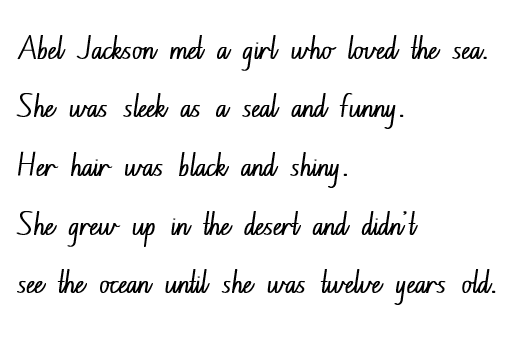 Abel Jackson met a girl who loved the sea.
She was sleek as a seal and funny.
Her hair was black and shiny.
She grew up in the desert and didn't
see the ocean until she was twelve years old.